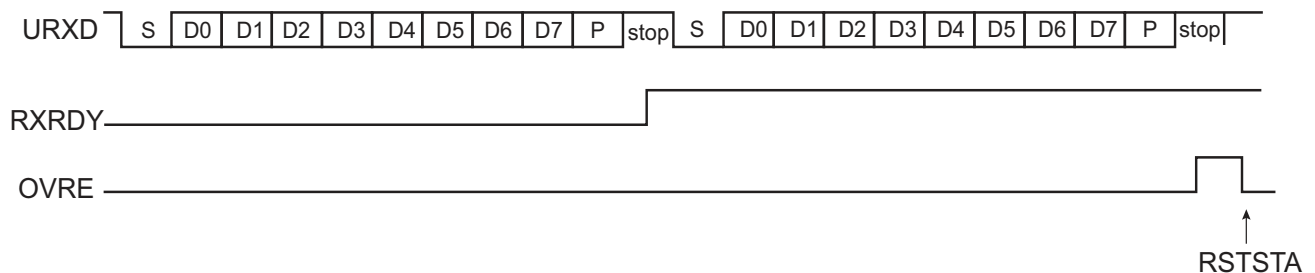 URXD S D0 D1 D2 D3 D4 D5 D6 D7 P stop S D0 D1 D2 D3 D4 D5 D6 D7 P stop
RXRDY
OVRE
RSTSTA